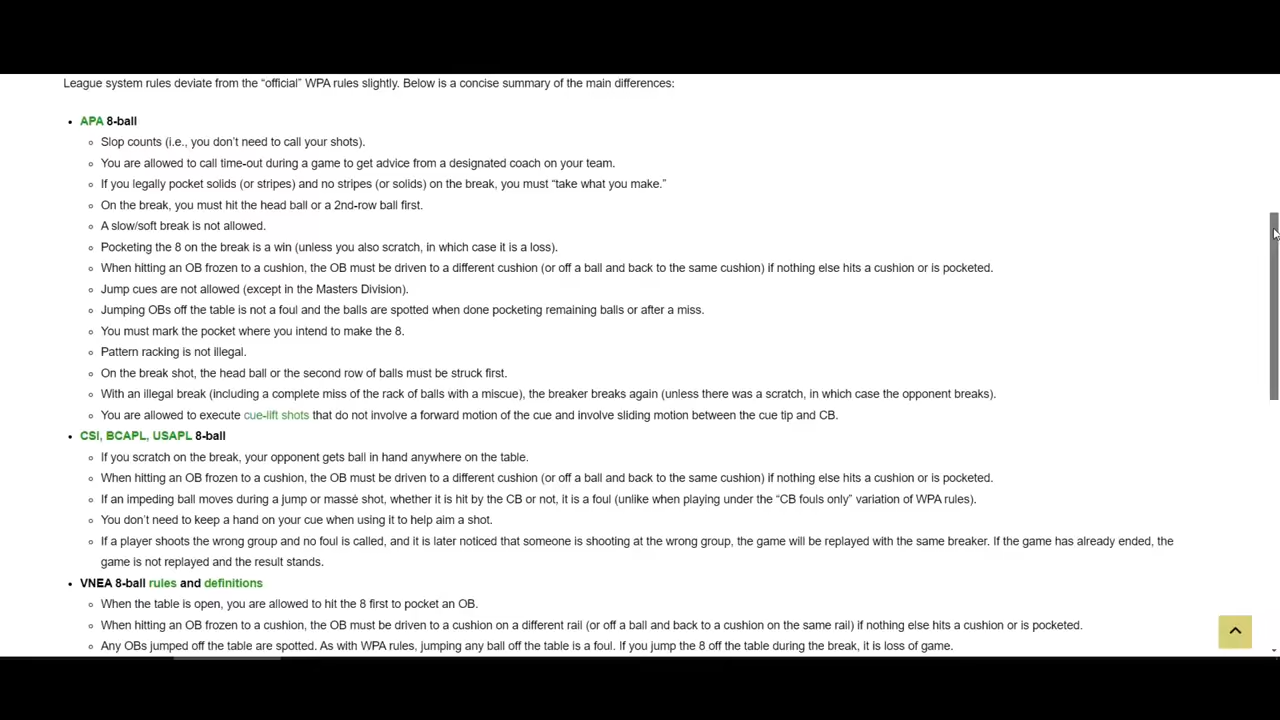 League system rules deviate from the “official” WPA rules slightly. Below is a concise summary of the main differences:
• APA 8-ball
◦ Slop counts (i.e., you don’t need to call your shots).
◦ You are allowed to call time-out during a game to get advice from a designated coach on your team.
◦ If you legally pocket solids (or stripes) and no stripes (or solids) on the break, you must “take what you make.”
◦ On the break, you must hit the head ball or a 2nd-row ball first.
◦ A slow/soft break is not allowed.
◦ Pocketing the 8 on the break is a win (unless you also scratch, in which case it is a loss).
◦ When hitting an OB frozen to a cushion, the OB must be driven to a different cushion (or off a ball and back to the same cushion) if nothing else hits a cushion or is pocketed.
◦ Jump cues are not allowed (except in the Masters Division).
◦ Jumping OBs off the table is not a foul and the balls are spotted when done pocketing remaining balls or after a miss.
◦ You must mark the pocket where you intend to make the 8.
◦ Pattern racking is not illegal.
◦ On the break shot, the head ball or the second row of balls must be struck first.
◦ With an illegal break (including a complete miss of the rack of balls with a miscue), the breaker breaks again (unless there was a scratch, in which case the opponent breaks).
◦ You are allowed to execute cue-lift shots that do not involve a forward motion of the cue and involve sliding motion between the cue tip and CB.
• CSI, BCAPL, USAPL 8-ball
◦ If you scratch on the break, your opponent gets ball in hand anywhere on the table.
◦ When hitting an OB frozen to a cushion, the OB must be driven to a different cushion (or off a ball and back to the same cushion) if nothing else hits a cushion or is pocketed.
◦ If an impeding ball moves during a jump or massé shot, whether it is hit by the CB or not, it is a foul (unlike when playing under the “CB fouls only” variation of WPA rules).
◦ You don’t need to keep a hand on your cue when using it to help aim a shot.
◦ If a player shoots the wrong group and no foul is called, and it is later noticed that someone is shooting at the wrong group, the game will be replayed with the same breaker. If the game has already ended, the
game is not replayed and the result stands.
• VNEA 8-ball rules and definitions
◦ When the table is open, you are allowed to hit the 8 first to pocket an OB.
◦ When hitting an OB frozen to a cushion, the OB must be driven to a cushion on a different rail (or off a ball and back to a cushion on the same rail) if nothing else hits a cushion or is pocketed.
◦ Any OBs jumped off the table are spotted. As with WPA rules, jumping any ball off the table is a foul. If you jump the 8 off the table during the break, it is loss of game.